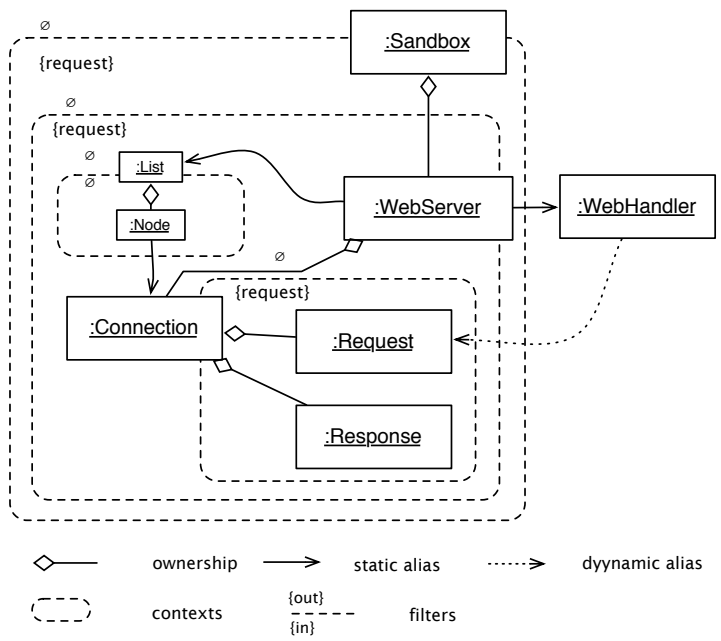 ∅
:Sandbox
{request}
∅
{request}
∅
:List
∅
:WebServer
:WebHandler
:Node
∅
{request}
:Connection
:Request
:Response
ownership
static alias
dyynamic alias
contexts
{out}
{in}
filters